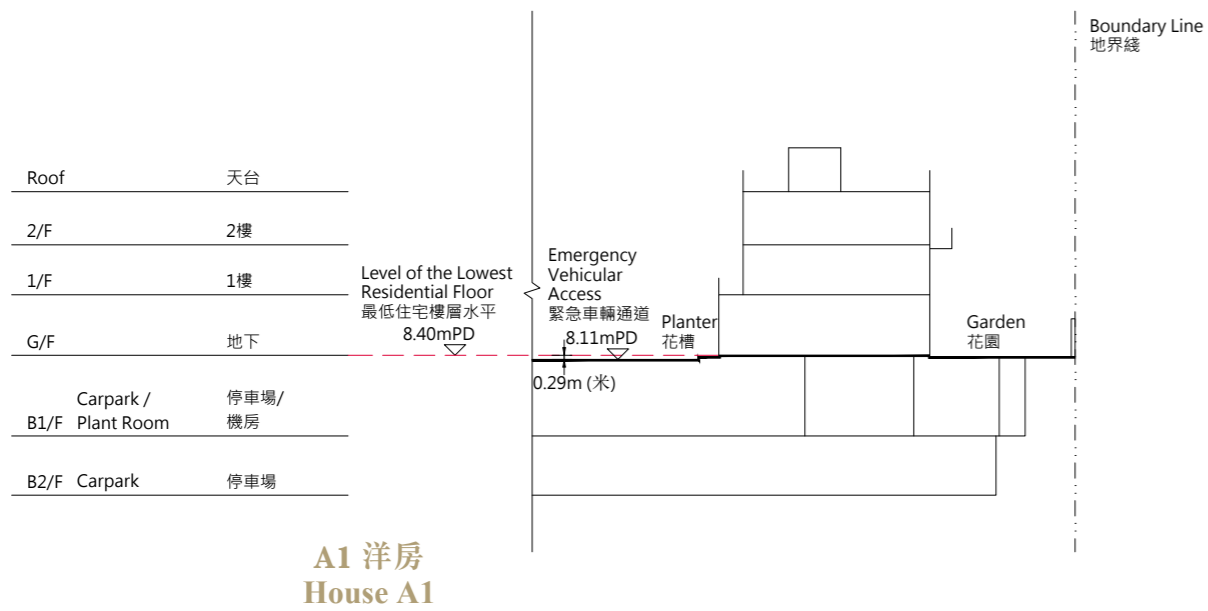 Boundary Line
地界綫
Roof 天台
2/F 2樓
1/F 1樓
Level of the Lowest
Residential Floor
最低住宅樓層水平
8.40mPD
Emergency
Vehicular
Access
緊急車輛通道
8.11mPD
Planter
花槽
Garden
花園
G/F 地下
0.29m (米)
Carpark / 停車場/
B1/F Plant Room 機房
B2/F Carpark 停車場
A1 洋房
House A1